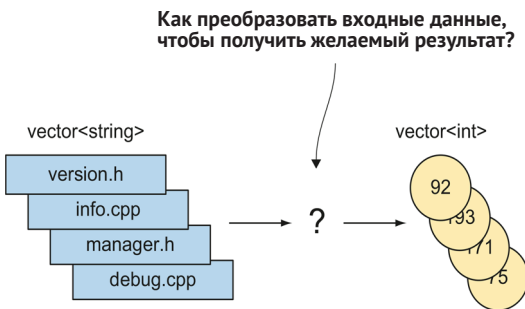 Как преобразовать входные данные,
чтобы получить желаемый результат?
vector<string>
vector<int>
version.h
info.cpp
manager.h
debug.cpp
?
92